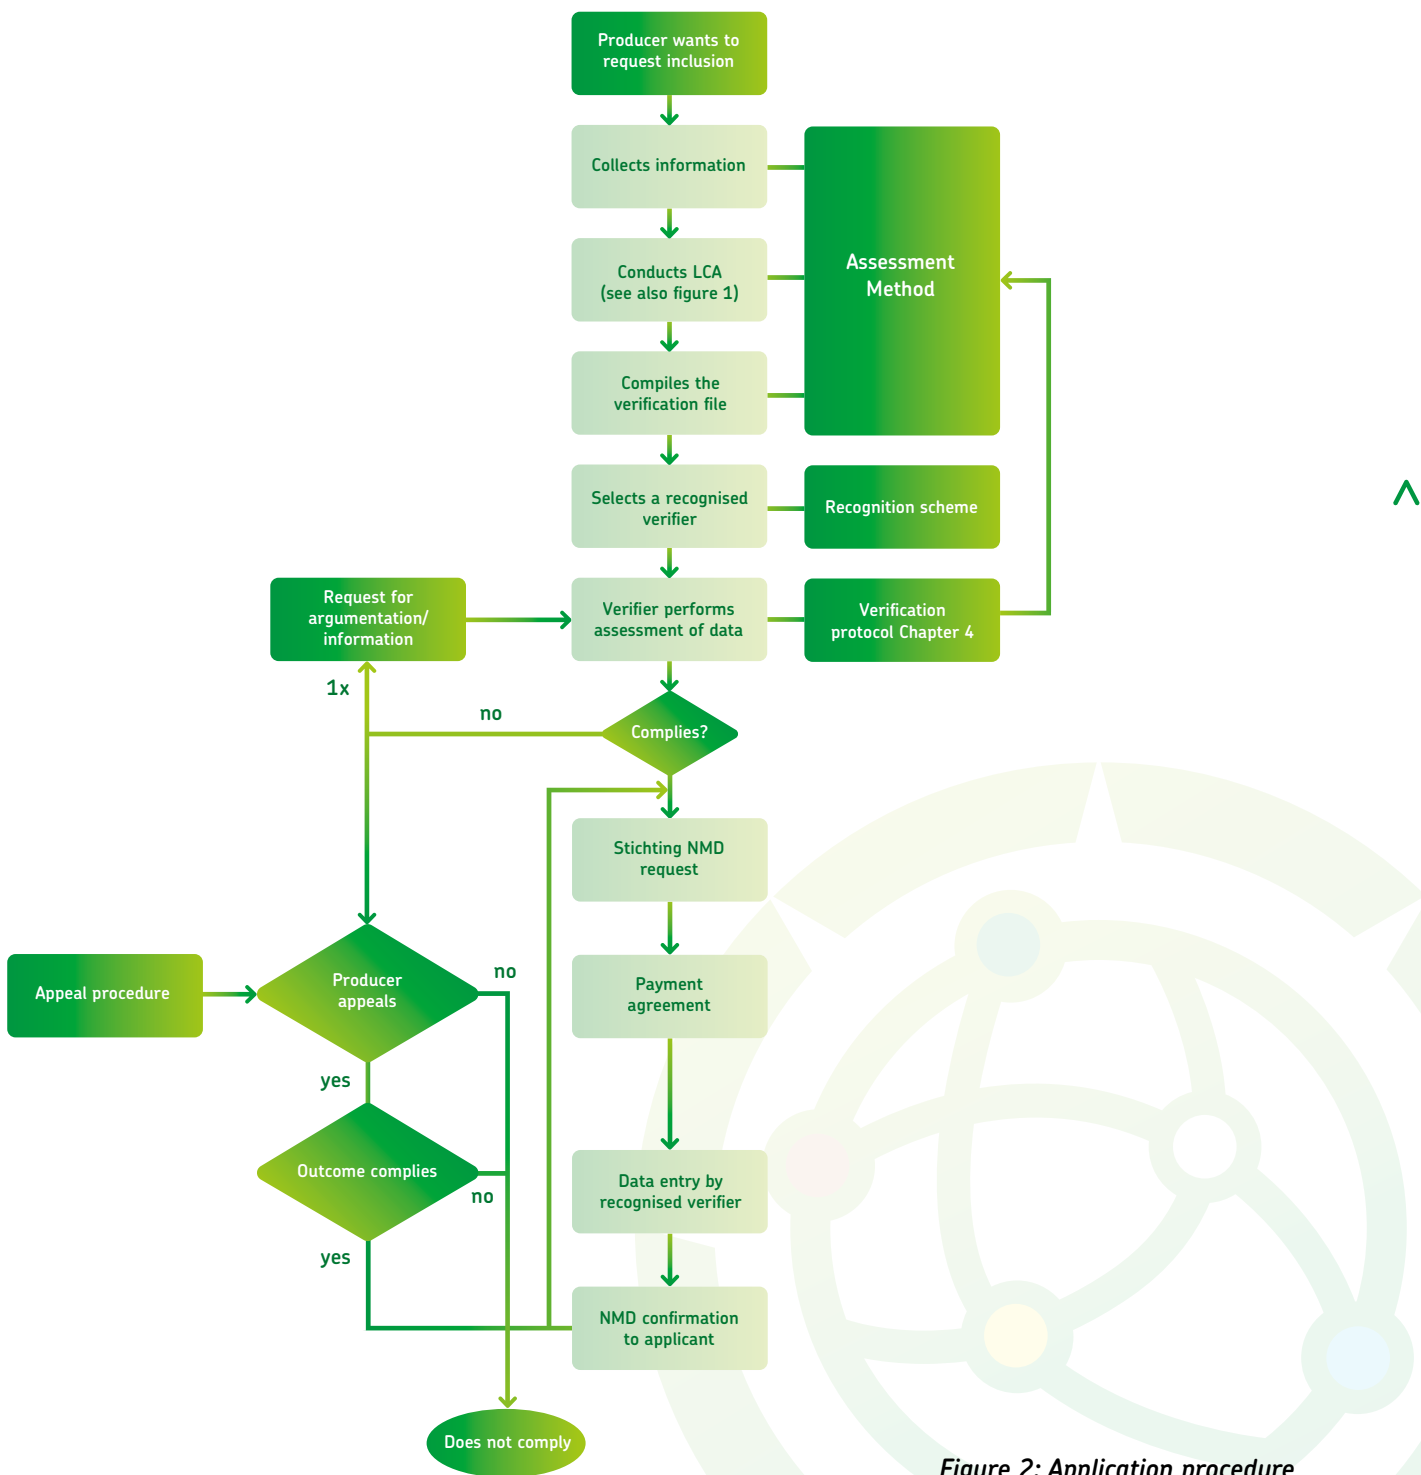 Producer wants to
request inclusion
Collects information
Assessment
Method
Conducts LCA
(see also figure 1)
Compiles the
verification file
Selects a recognised
verifier
Recognition scheme
Request for
argumentation/
information
Verifier performs
assessment of data
Verification
protocol Chapter 4
1x
no
Complies?
Stichting NMD
request
Appeal procedure
Producer
appeals
no
Payment
agreement
yes
Outcome complies
no
Data entry by
recognised verifier
yes
NMD confirmation
to applicant
Does not comply
Figure 2: Application procedure